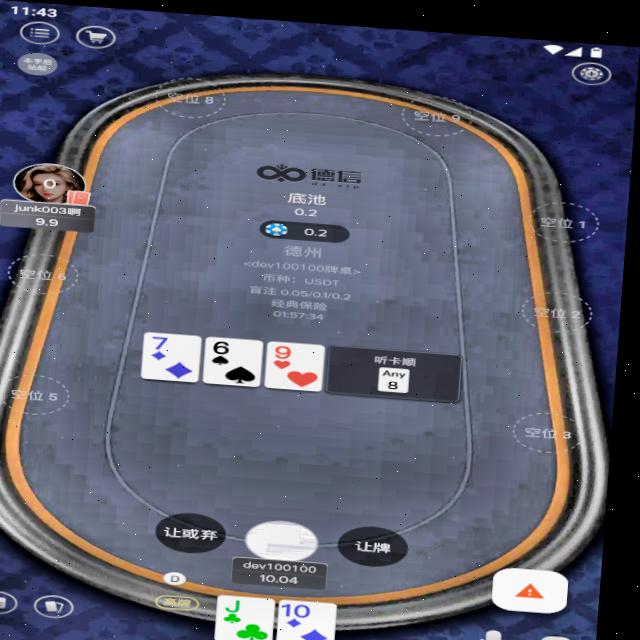 11:43
空位 8
空位 9
德信
de xin
底池
0.2
0.2
junk003啊
9.9
空位 1
德州
<dev100100牌桌>
币种: USDT
盲注:0.05/0.1/0.2
经典保险
01:57:34
空位 2
7
6
9
听卡顺
Any
8
空位 5
空位 3
让或弃
让牌
dev100100
10.04
D
高牌
J
10